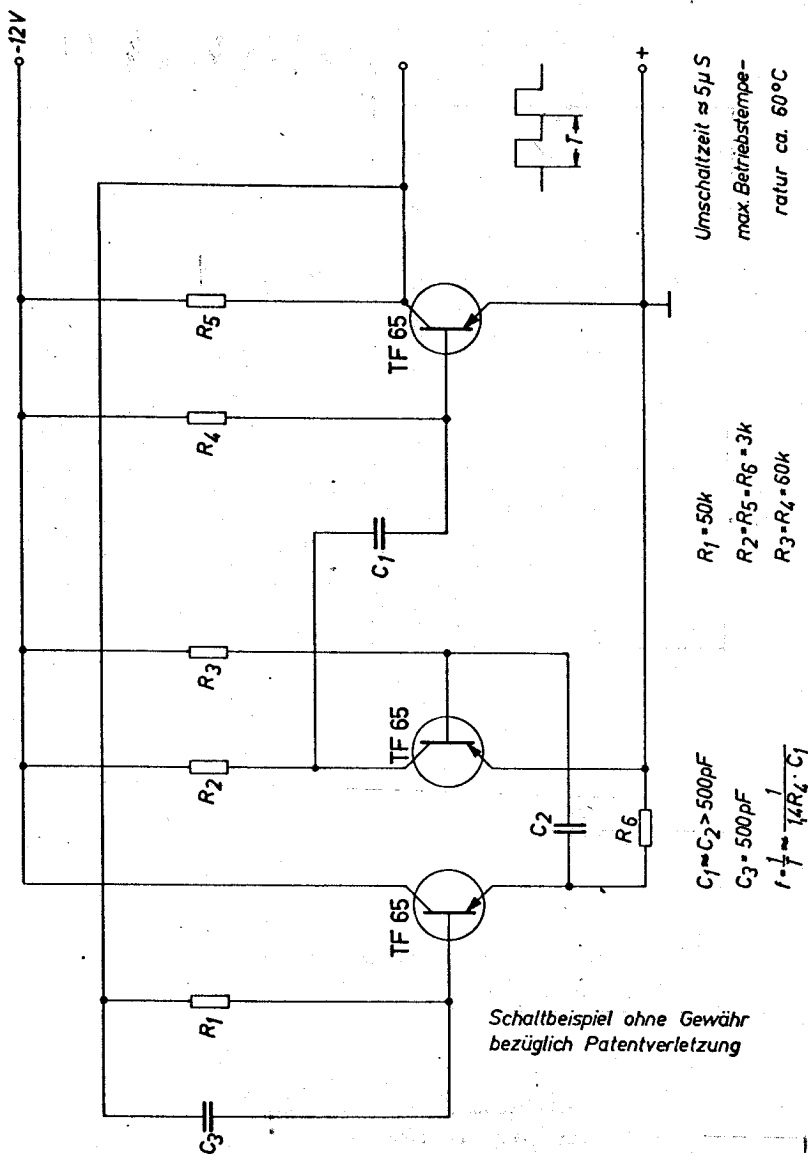 -12V
R5
R4
R3
R2
R1
C3
TF 65
TF 65
TF 65
C1
C2
R6
T
+
Schaltbeispiel ohne Gewähr
bezüglich Patentverletzung
C1≈C2>500pF
C3=500pF
f=1/T≈1/1,4R4·C1
R1=50k
R2=R5=R6=3k
R3=R4=60k
Umschaltzeit ≈5µS
max. Betriebstempe-
ratur ca. 60°C